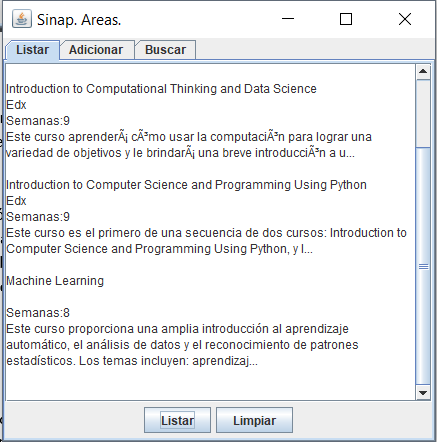 Sinap. Areas.
Listar Adicionar Buscar
Introduction to Computational Thinking and Data Science
Edx
Semanas:9
Este curso aprenderÃ¡ cÃ³mo usar la computaciÃ³n para lograr una
variedad de objetivos y le brindarÃ¡ una breve introducciÃ³n a u...
Introduction to Computer Science and Programming Using Python
Edx
Semanas:9
Este curso es el primero de una secuencia de dos cursos: Introduction to
Computer Science and Programming Using Python, y I...
Machine Learning
Semanas:8
Este curso proporciona una amplia introducción al aprendizaje
automático, el análisis de datos y el reconocimiento de patrones
estadísticos. Los temas incluyen: aprendizaj...
Listar Limpiar